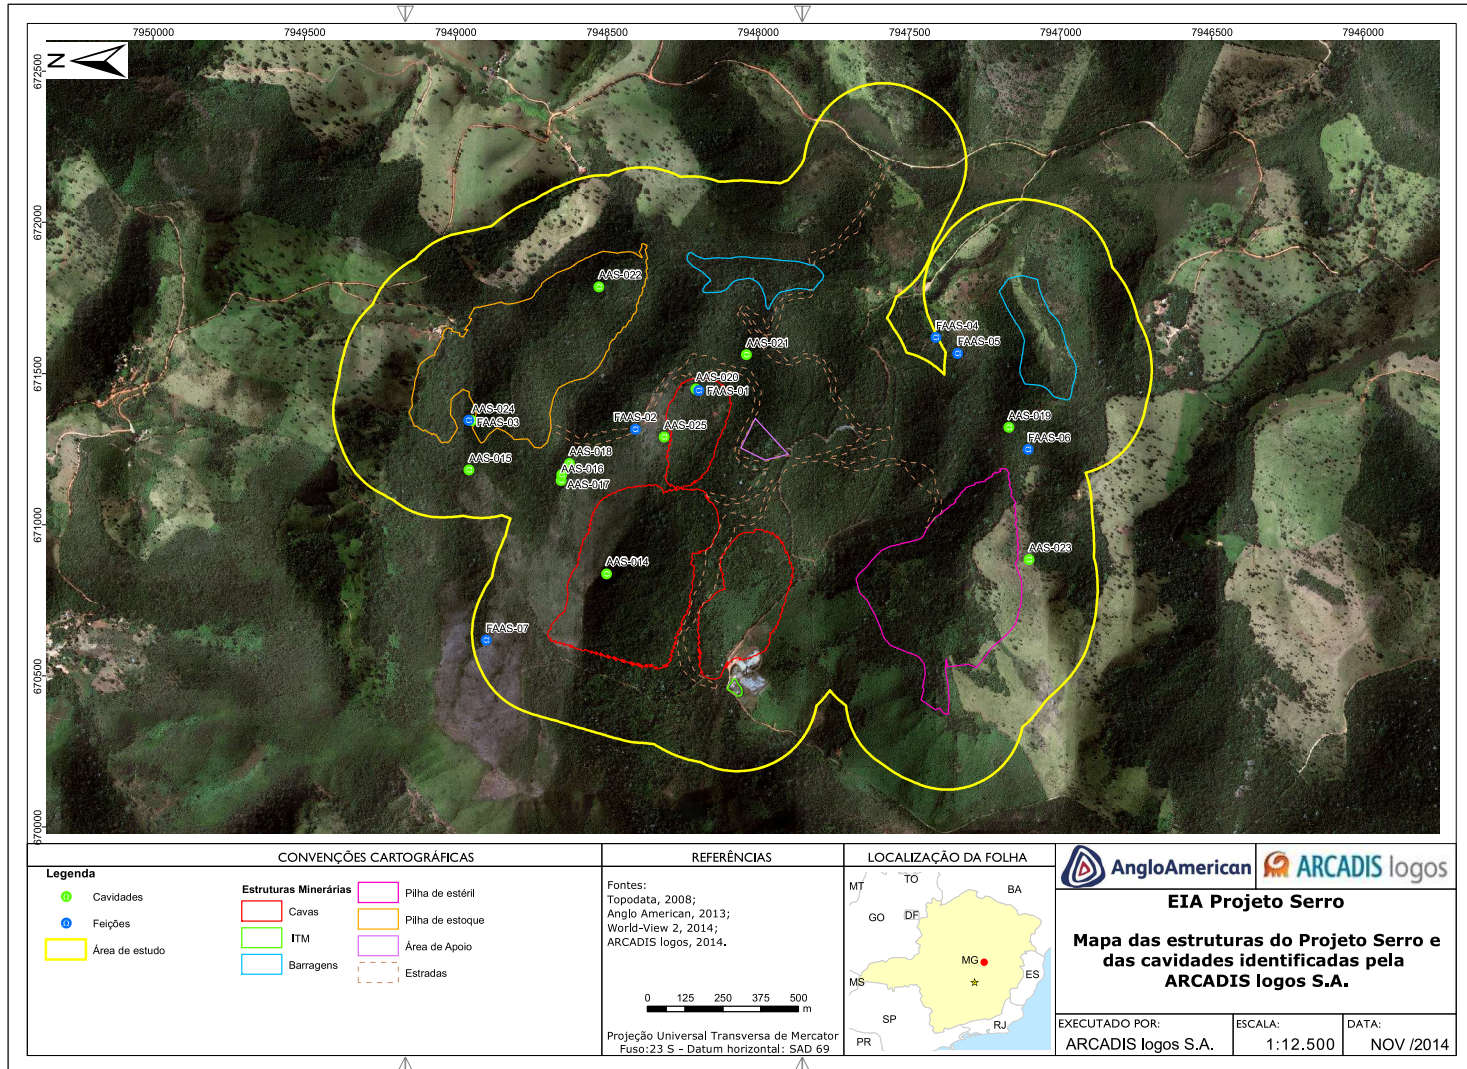 7950000 7949500 7949000 7948500 7948000 7947500 7947000 7946500 7946000
N
672500
672000
671500
671000
670500
670000
AAS-022
AAS-021
FAAS-04
FAAS-05
AAS-020
FAAS-01
AAS-024
FAAS-03
FAAS-02
AAS-025
AAS-019
FAAS-06
AAS-015
AAS-018
AAS-016
AAS-017
AAS-014
AAS-023
FAAS-07
CONVENÇÕES CARTOGRÁFICAS
Legenda
Cavidades
Feições
Área de estudo
Estruturas Minerárias
Cavas
ITM
Barragens
Pilha de estéril
Pilha de estoque
Área de Apoio
Estradas
REFERÊNCIAS
Fontes:
Topodata, 2008;
Anglo American, 2013;
World-View 2, 2014;
ARCADIS logos, 2014.
0 125 250 375 500
m
Projeção Universal Transversa de Mercator
Fuso:23 S - Datum horizontal: SAD 69
LOCALIZAÇÃO DA FOLHA
MT
TO
BA
GO
DF
MG
MS
ES
SP
RJ
PR
AngloAmerican
ARCADIS logos
EIA Projeto Serro
Mapa das estruturas do Projeto Serro e
das cavidades identificadas pela
ARCADIS logos S.A.
EXECUTADO POR:
ARCADIS logos S.A.
ESCALA:
1:12.500
DATA:
NOV /2014